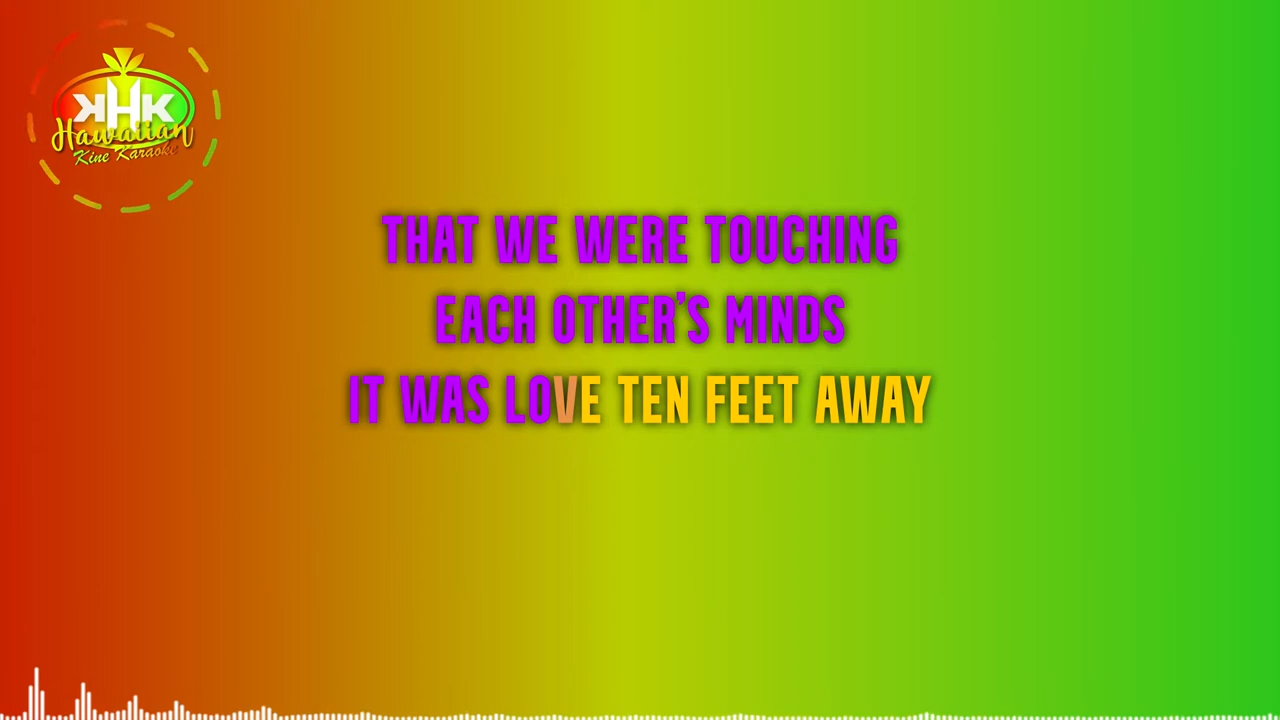 KHK
Hawaiian
Kine Karaoke
THAT WE WERE TOUCHING
EACH OTHER'S MINDS
IT WAS LOVE TEN FEET AWAY